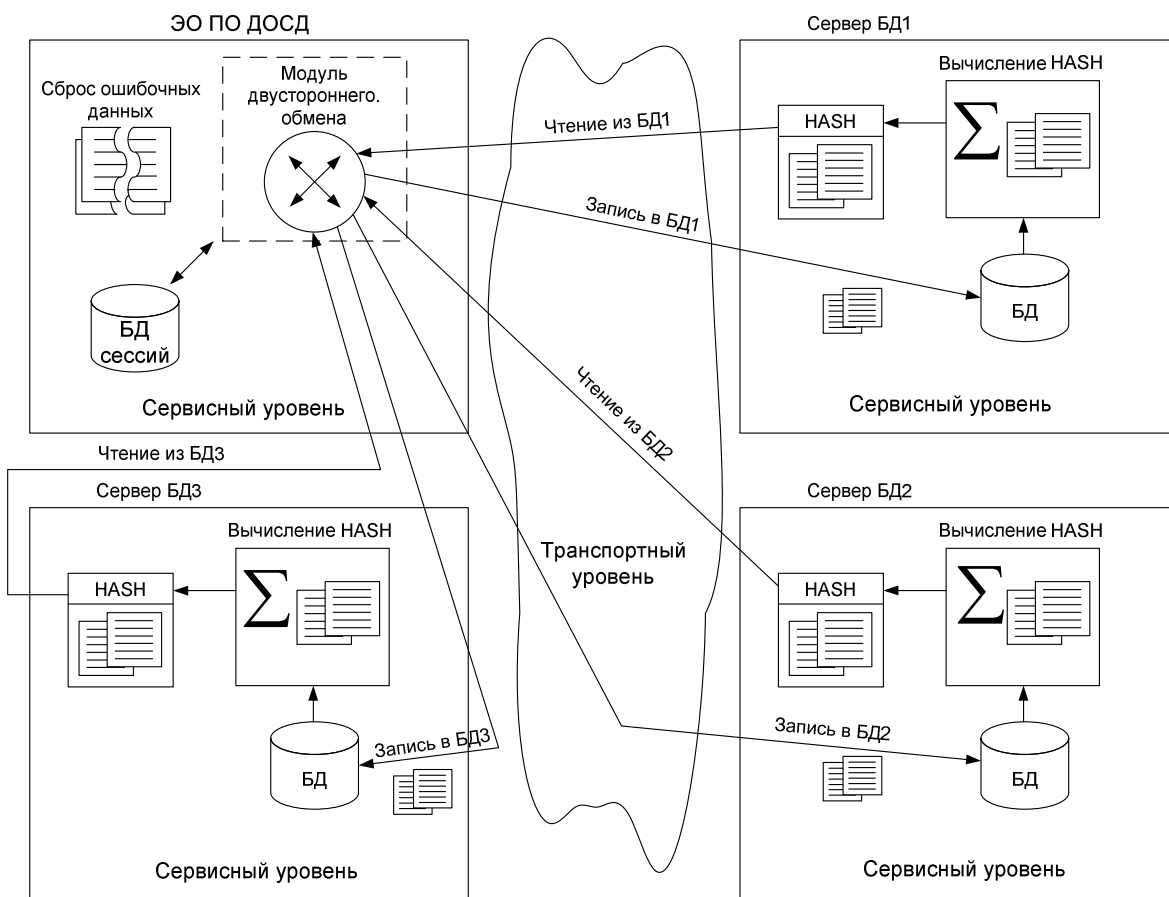 ЭО ПО ДОСД
Сброс ошибочных
данных
Модуль
двустороннего.
обмена
БД
сессий
Сервисный уровень
Сервер БД1
Вычисление HASH
HASH
Σ
БД
Сервисный уровень
Чтение из БД1
Запись в БД1
Чтение из БД2
Транспортный
уровень
Чтение из БД3
Сервер БД3
Вычисление HASH
HASH
Σ
БД
Запись в БД3
Сервисный уровень
Сервер БД2
Вычисление HASH
HASH
Σ
Запись в БД2
БД
Сервисный уровень